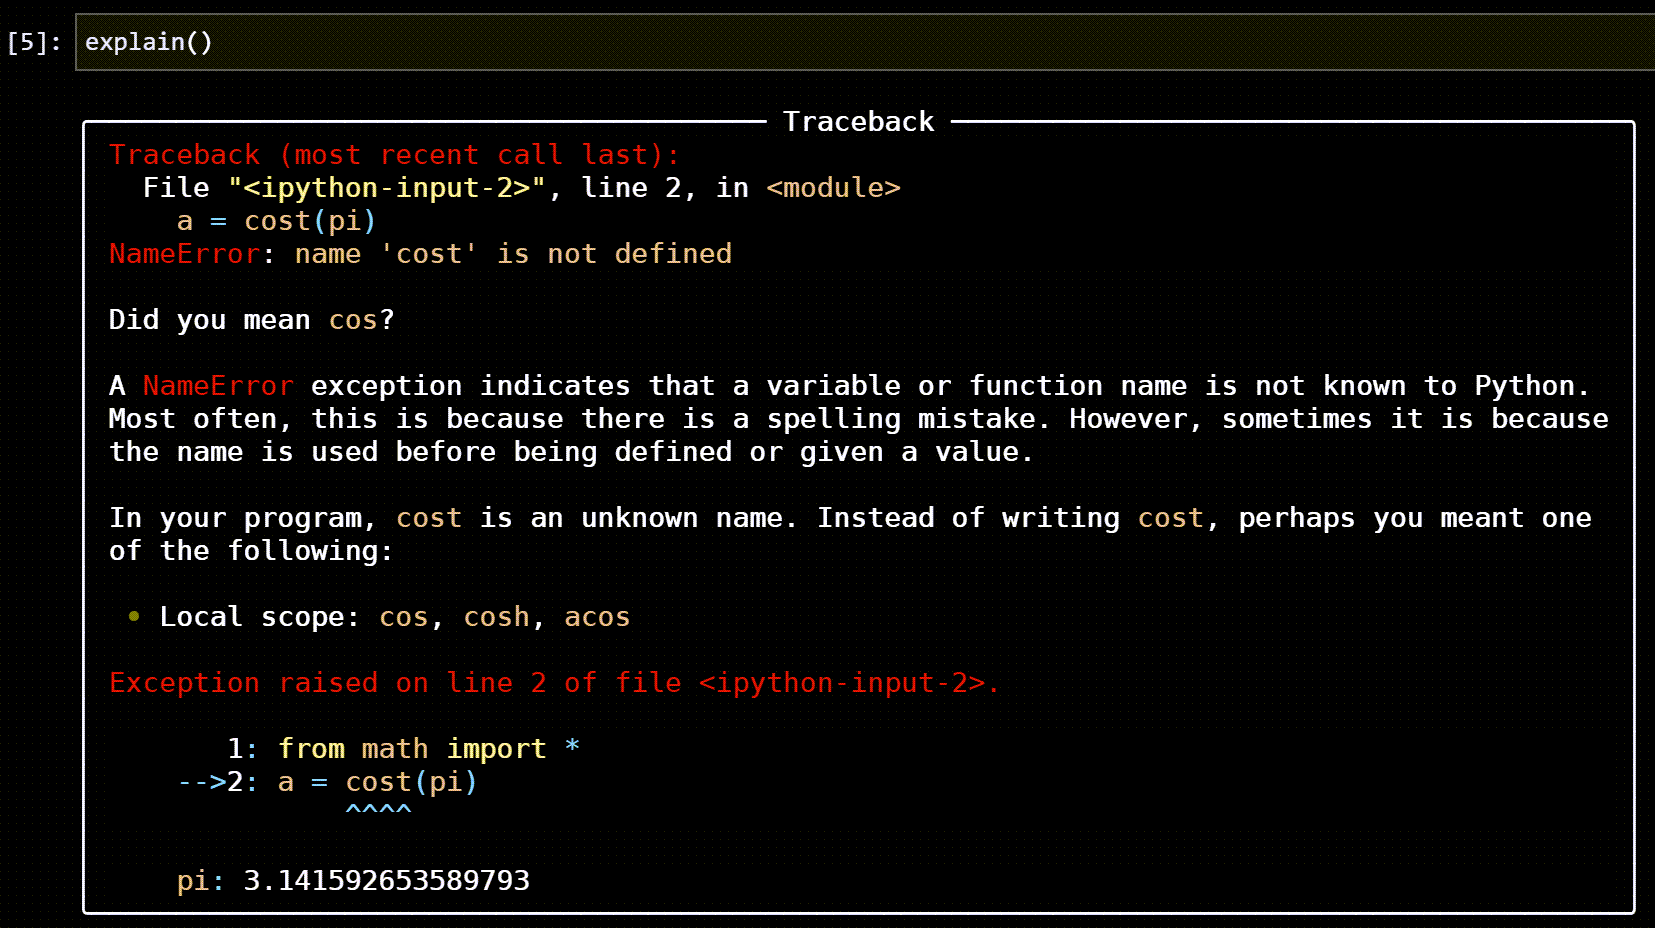 [5]: explain()
Traceback
Traceback (most recent call last):
File "<ipython-input-2>", line 2, in <module>
a = cost(pi)
NameError: name 'cost' is not defined
Did you mean cos?
A NameError exception indicates that a variable or function name is not known to Python.
Most often, this is because there is a spelling mistake. However, sometimes it is because
the name is used before being defined or given a value.
In your program, cost is an unknown name. Instead of writing cost, perhaps you meant one
of the following:
• Local scope: cos, cosh, acos
Exception raised on line 2 of file <ipython-input-2>.
1: from math import *
-->2: a = cost(pi)
^^^^
pi: 3.141592653589793